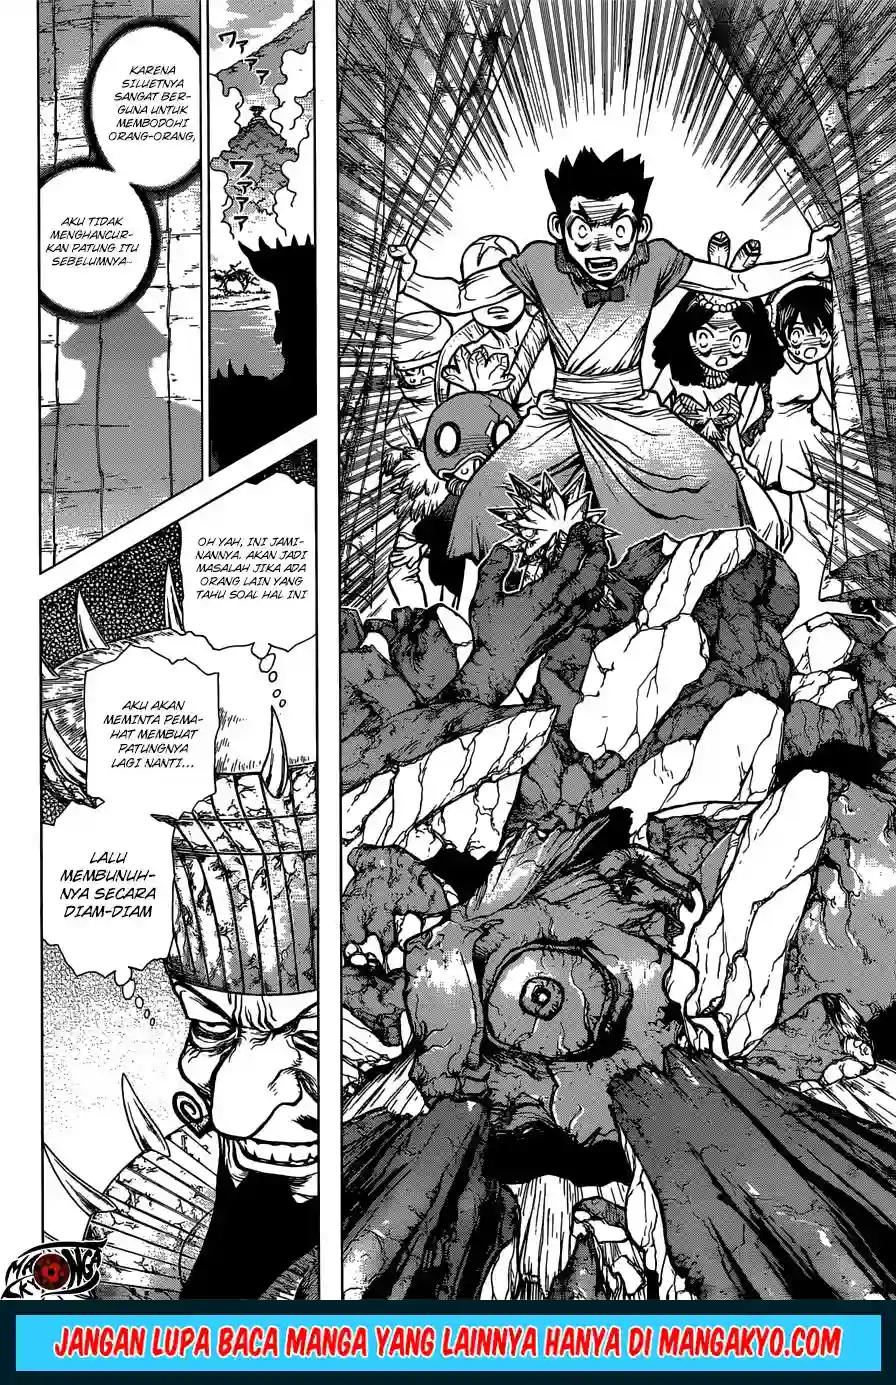 ワァァァ
ワァァァ
KARENA
SILUETNYA
SANGAT BER-
GUNA UNTUK
MEMBODOHI
ORANG-ORANG,
AKU TIDAK
MENGHANCUR-
KAN PATUNG ITU
SEBELUMNYA..
OH YAH, INI JAMI-
NANNYA. AKAN JADI
MASALAH JIKA ADA
ORANG LAIN YANG
TAHU SOAL HAL INI
AKU AKAN
MEMINTA PEMA-
HAT MEMBUAT
PATUNGNYA
LAGI NANTI...
LALU
MEMBUNUH-
NYA SECARA
DIAM-DIAM
JANGAN LUPA BACA MANGA YANG LAINNYA HANYA DI MANGAKYO.COM